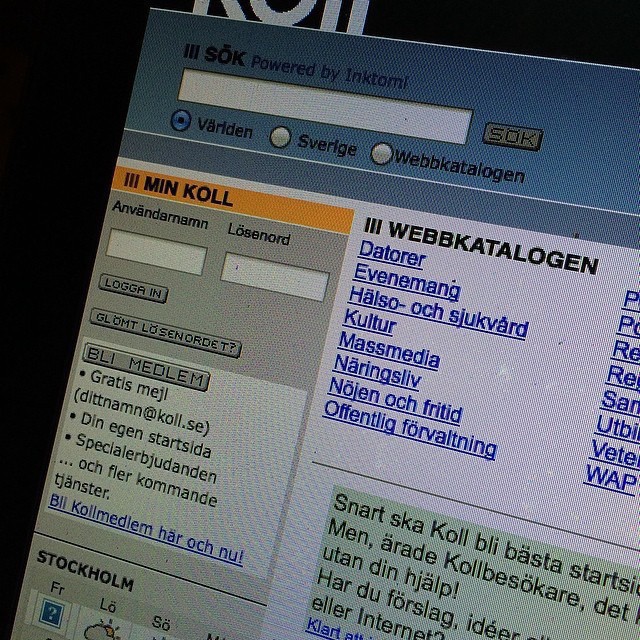 KOLL
III SÖK Powered by Inktomi
SÖK
Världen Sverige Webbkatalogen
III MIN KOLL
Användarnamn Lösenord
LOGGA IN
GLÖMT LÖSENORDET?
BLI MEDLEM
• Gratis mejl
(dittnamn@koll.se)
• Din egen startsida
• Specialerbjudanden
... och fler kommande
tjänster.
Bli Kollmedlem här och nu!
STOCKHOLM
Fr Lö Sö
?
III WEBBKATALOGEN
Datorer
Evenemang
Hälso- och sjukvård
Kultur
Massmedia
Näringsliv
Nöjen och fritid
Offentlig förvaltning
P
Po
Re
Rel
Sam
Utbi
Vete
WAP
Snart ska Koll bli bästa startsi
Men, ärade Kollbesökare, det
utan din hjälp!
Har du förslag, idéer
eller Internet?
Klart att